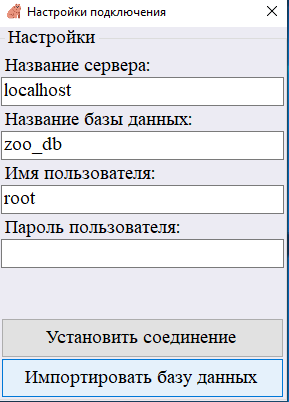 Настройки подключения
Настройки
Название сервера:
localhost
Название базы данных:
zoo_db
Имя пользователя:
root
Пароль пользователя:
Установить соединение
Импортировать базу данных